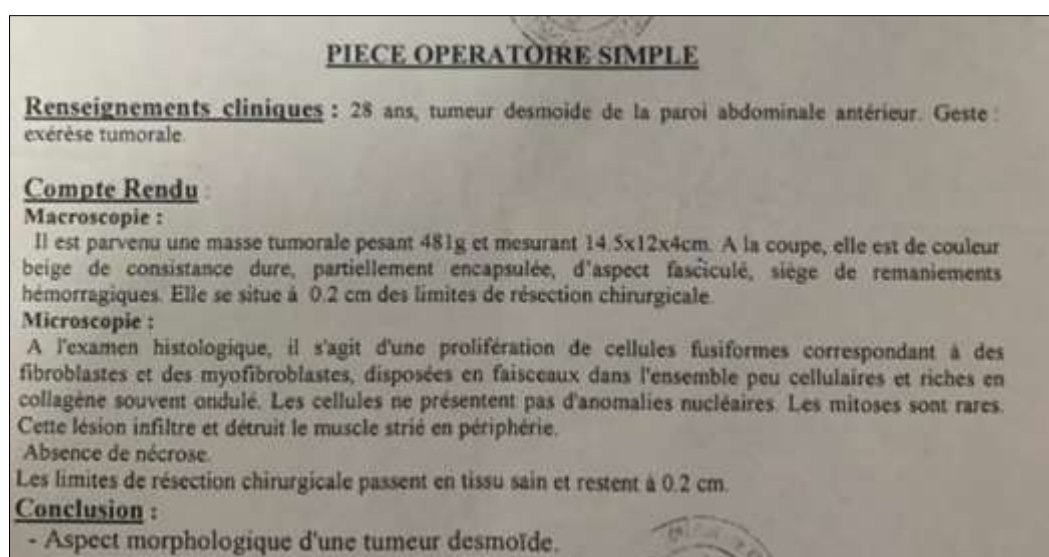 PIECE OPERATOIRE SIMPLE
Renseignements cliniques : 28 ans, tumeur desmoide de la paroi abdominale antérieur. Geste :
exérèse tumorale.
Compte Rendu :
Macroscopie :
Il est parvenu une masse tumorale pesant 481g et mesurant 14.5x12x4cm. A la coupe, elle est de couleur
beige de consistance dure, partiellement encapsulée, d'aspect fasciculé, siège de remaniements
hémorragiques. Elle se situe à 0.2 cm des limites de résection chirurgicale.
Microscopie :
A l'examen histologique, il s'agit d'une prolifération de cellules fusiformes correspondant à des
fibroblastes et des myofibroblastes, disposées en faisceaux dans l'ensemble peu cellulaires et riches en
collagène souvent ondulé. Les cellules ne présentent pas d'anomalies nucléaires. Les mitoses sont rares.
Cette lésion infiltre et détruit le muscle strié en périphérie.
Absence de nécrose.
Les limites de résection chirurgicale passent en tissu sain et restent à 0.2 cm.
Conclusion :
- Aspect morphologique d'une tumeur desmoïde.